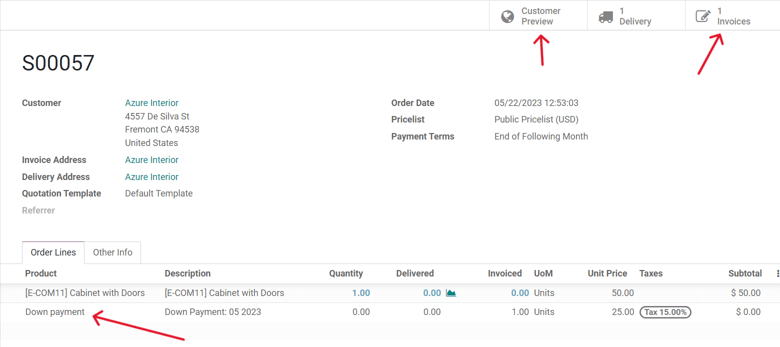 Customer Preview
1 Delivery
1 Invoices
S00057
Customer Azure Interior Order Date 05/22/2023 12:53:03
4557 De Silva St Pricelist Public Pricelist (USD)
Fremont CA 94538 Payment Terms End of Following Month
United States
Invoice Address Azure Interior
Delivery Address Azure Interior
Quotation Template Default Template
Referrer
Order Lines Other Info
Product Description Quantity Delivered Invoiced UoM Unit Price Taxes Subtotal
[E-COM11] Cabinet with Doors [E-COM11] Cabinet with Doors 1.00 0.00 0.00 Units 50.00 $ 50.00
Down payment Down Payment: 05 2023 0.00 0.00 1.00 Units 25.00 Tax 15.00% $ 0.00